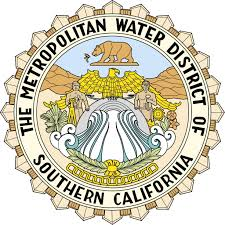 THE METROPOLITAN WATER DISTRICT OF
SOUTHERN CALIFORNIA